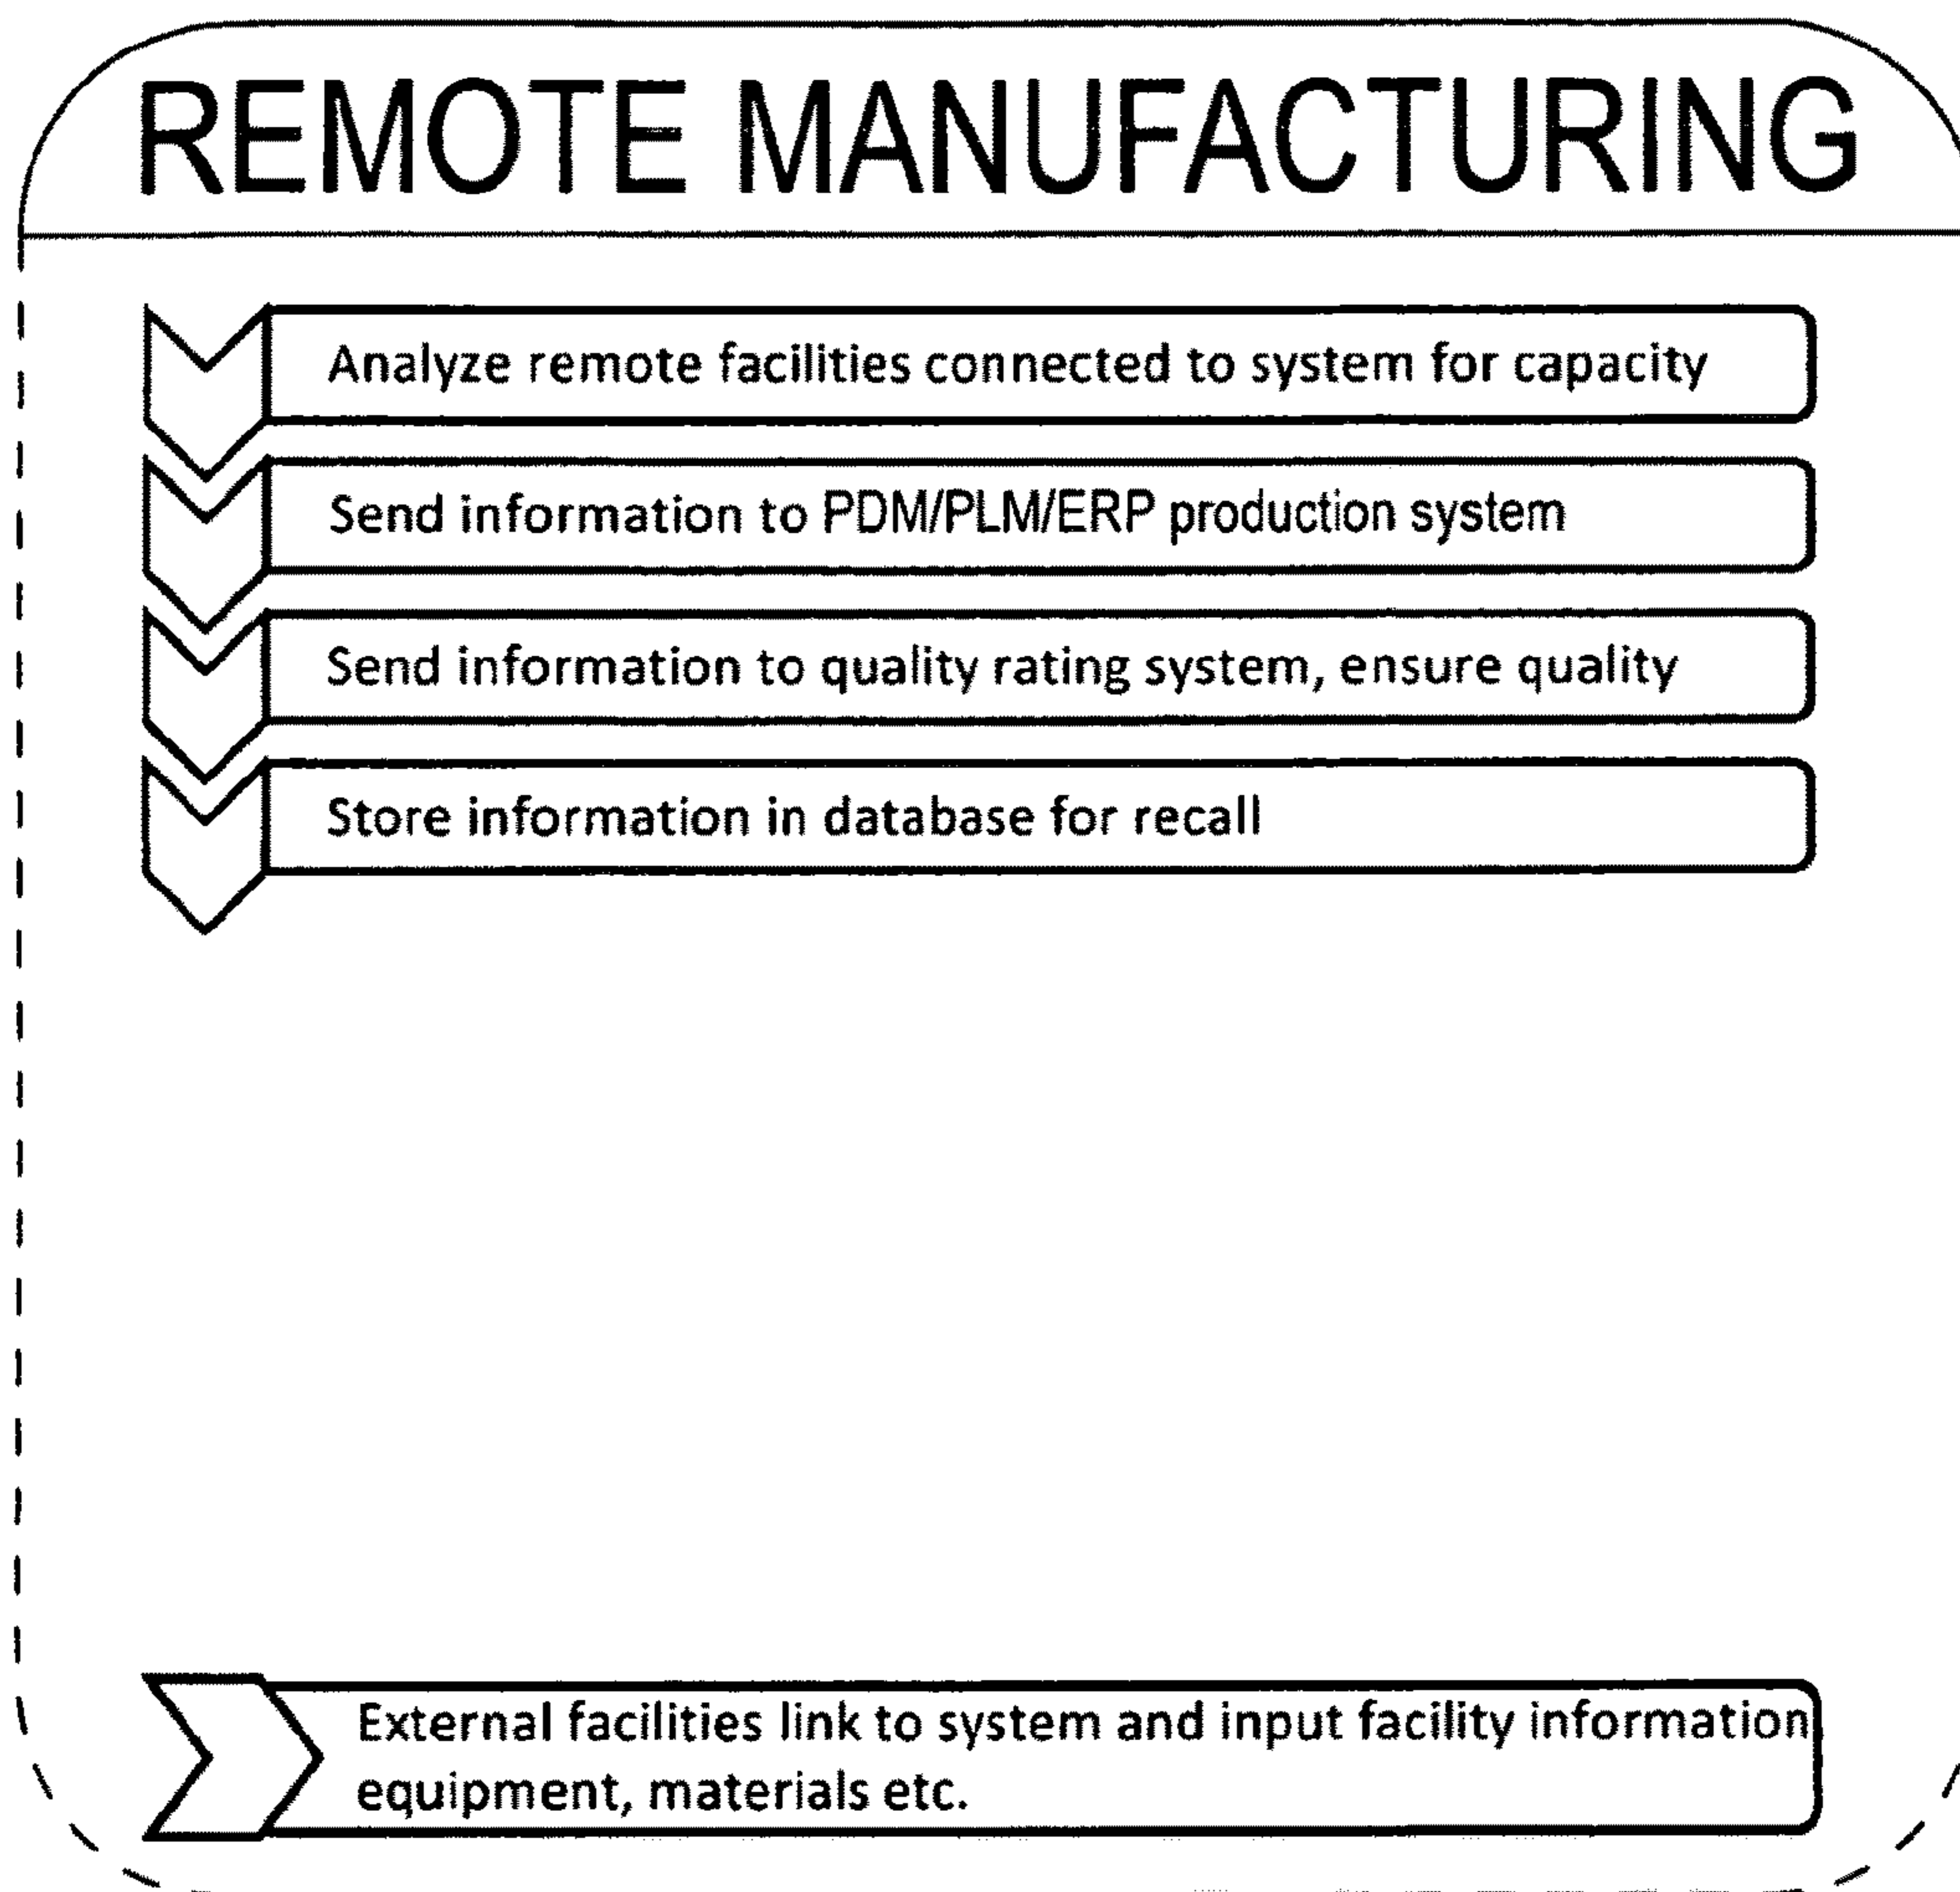 REMOTE MANUFACTURING
Analyze remote facilities connected to system for capacity
Send information to PDM/PLM/ERP production system
Send information to quality rating system, ensure quality
Store information in database for recall
External facilities link to system and input facility information
equipment, materials etc.